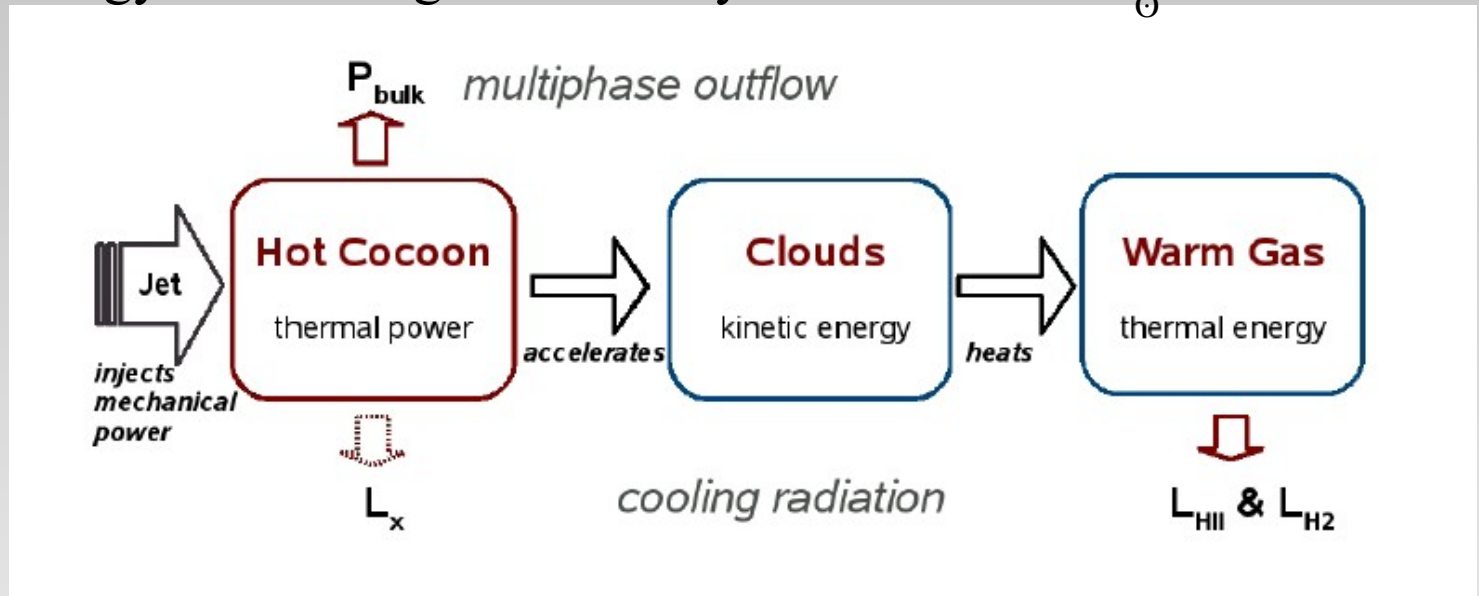 P_bulk multiphase outflow
Jet
injects
mechanical
power
Hot Cocoon
thermal power
accelerates
Clouds
kinetic energy
heats
Warm Gas
thermal energy
L_x
cooling radiation
L_HII & L_H2